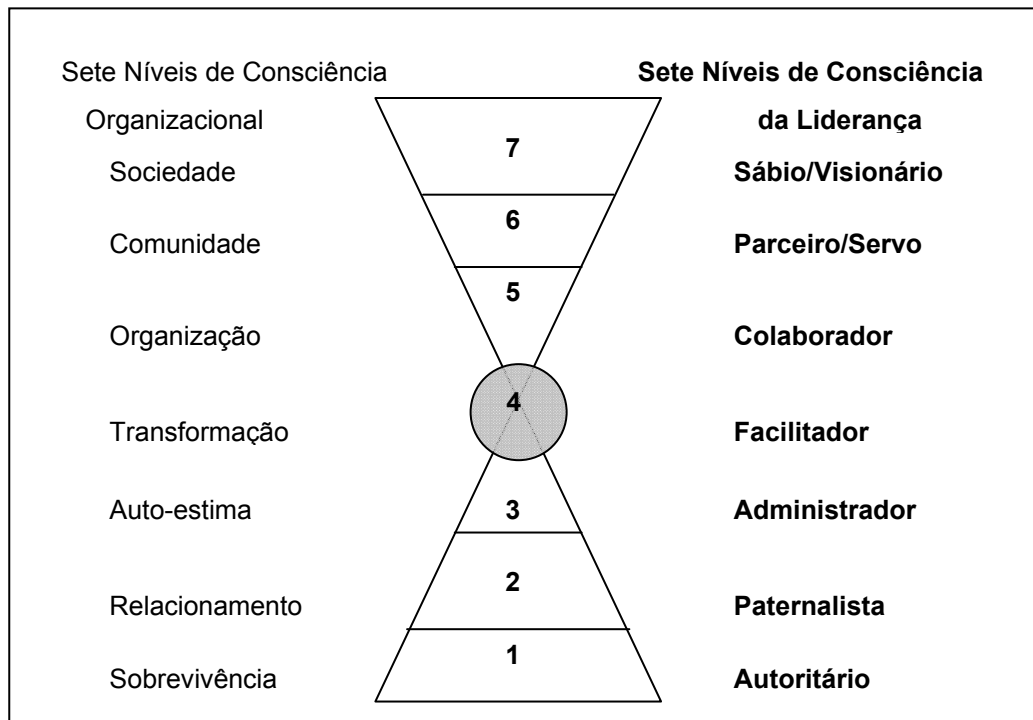 Sete Níveis de Consciência
Organizacional
Sete Níveis de Consciência
da Liderança
7
Sociedade
Sábio/Visionário
6
Comunidade
Parceiro/Servo
5
Organização
Colaborador
4
Transformação
Facilitador
Auto-estima
3
Administrador
2
Relacionamento
Paternalista
1
Sobrevivência
Autoritário